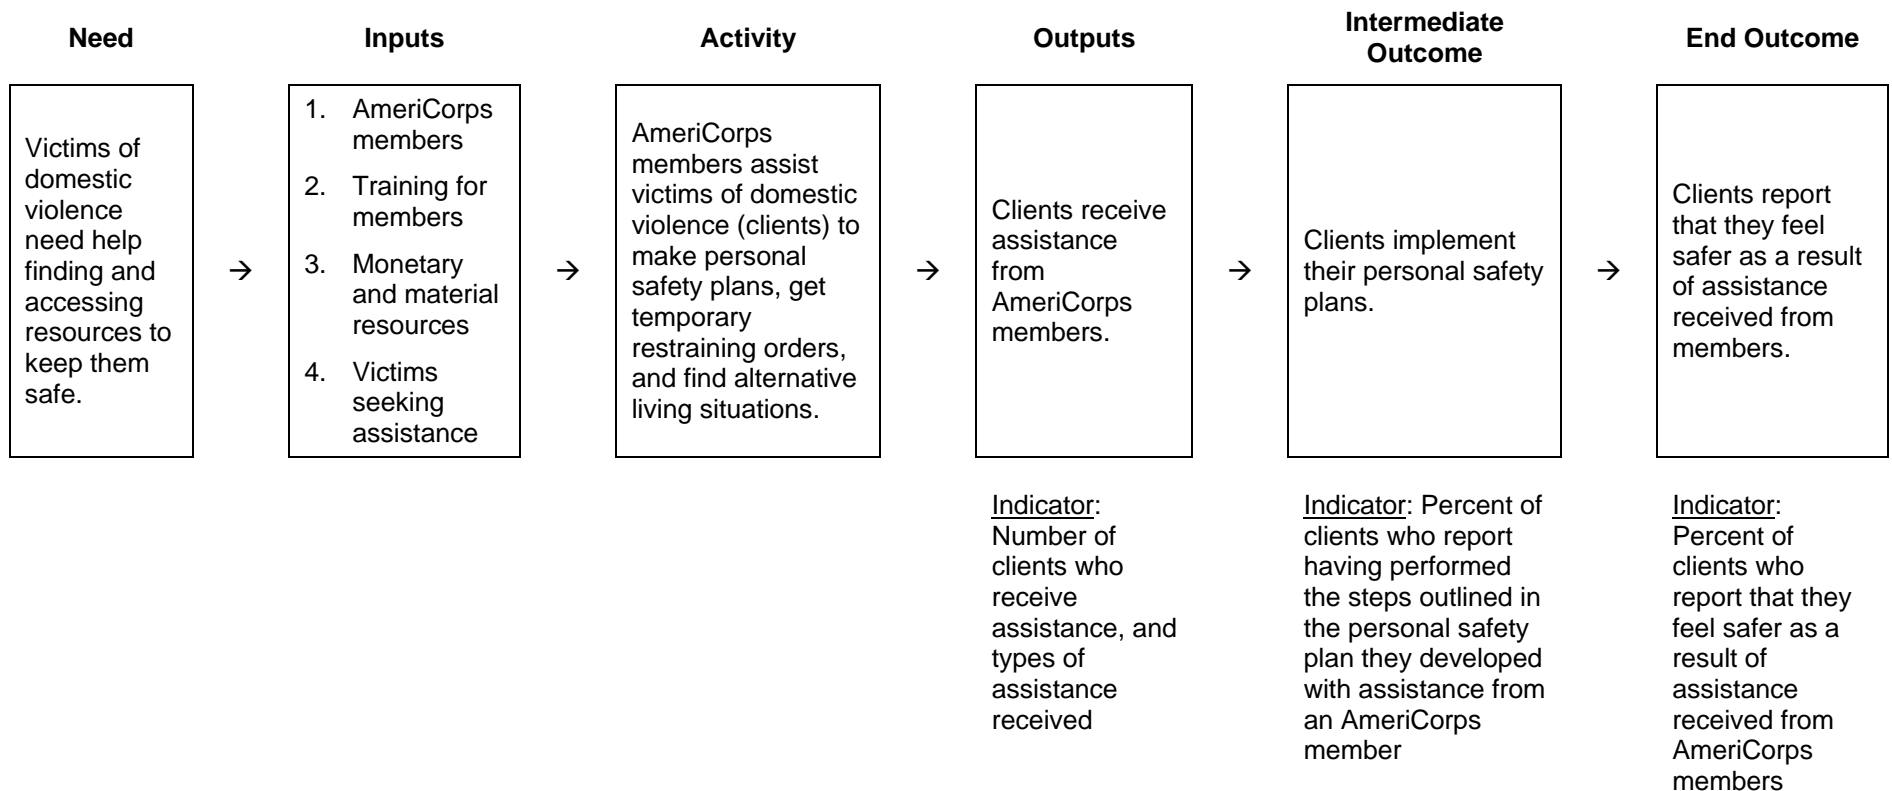 Need
Inputs
Activity
Outputs
Intermediate
Outcome
End Outcome
Victims of
domestic
violence
need help
finding and
accessing
resources to
keep them
safe.
→
1. AmeriCorps
members
2. Training for
members
3. Monetary
and material
resources
4. Victims
seeking
assistance
→
AmeriCorps
members assist
victims of domestic
violence (clients) to
make personal
safety plans, get
temporary
restraining orders,
and find alternative
living situations.
→
Clients receive
assistance
from
AmeriCorps
members.
→
Clients implement
their personal safety
plans.
→
Clients report
that they feel
safer as a result
of assistance
received from
members.
Indicator:
Number of
clients who
receive
assistance, and
types of
assistance
received
Indicator: Percent of
clients who report
having performed
the steps outlined in
the personal safety
plan they developed
with assistance from
an AmeriCorps
member
Indicator:
Percent of
clients who
report that they
feel safer as a
result of
assistance
received from
AmeriCorps
members